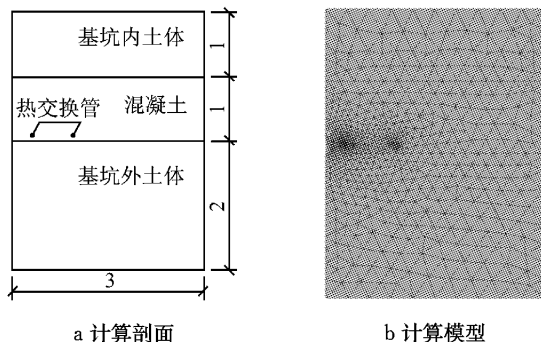 基坑内土体
1
热交换管 混凝土
1
基坑外土体
2
3
a 计算剖面
b 计算模型